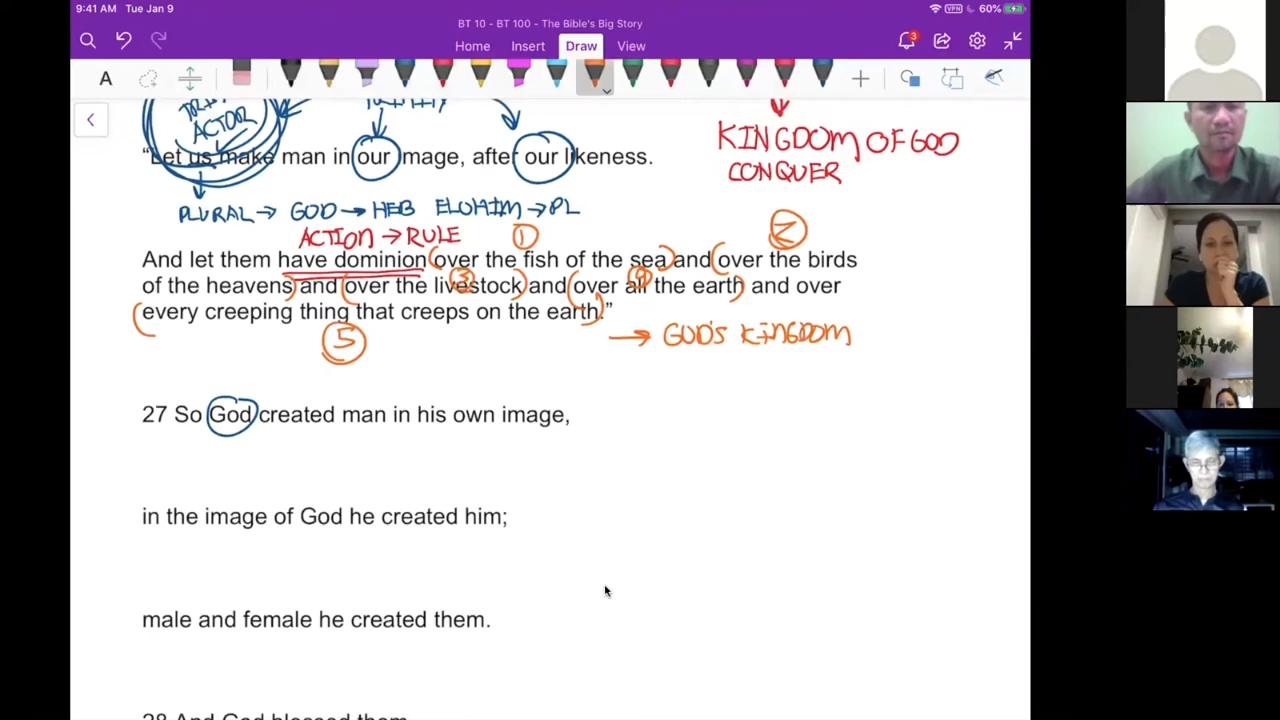 9:41 AM Tue Jan 9
VPN 60%
BT 10 - BT 100 - The Bible's Big Story
Home Insert Draw View
3
A
ACTOR
KINGDOM OF GOD
"Let us make man in our image, after our likeness.
CONQUER
PLURAL → GOD → HEB ELOHIM → PL
ACTION → RULE 1 2
And let them have dominion (over the fish of the sea) and (over the birds
of the heavens) and (over the livestock) and (over all the earth) and over
3 4
(every creeping thing that creeps on the earth)."
5 → GOD'S KINGDOM
27 So God created man in his own image,
in the image of God he created him;
male and female he created them.
28 And God blessed them